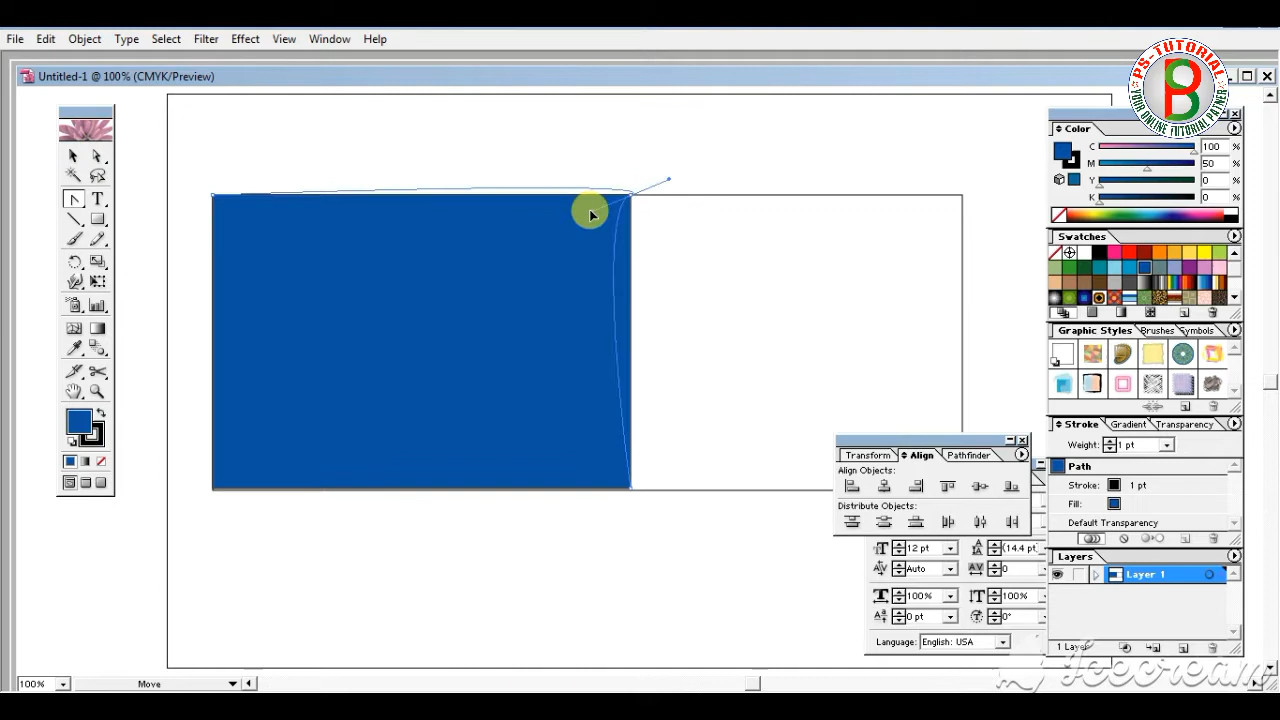 File Edit Object Type Select Filter Effect View Window Help
Untitled-1 @ 100% (CMYK/Preview)
PS-TUTORIAL
YOUR ONLINE TUTORIAL PATNER
Color
C 100 %
M 50 %
Y 0 %
K 0 %
Swatches
Graphic Styles Brushes Symbols
Stroke Gradient Transparency
Weight: 1 pt
Transform Align Pathfinder
Align Objects:
Distribute Objects:
Path
Stroke: 1 pt
Fill:
Default Transparency
12 pt (14.4 pt)
Auto 0
100% 100%
0 pt 0°
Language: English: USA
Layers
Layer 1
1 Layer
Icecream
100% Move